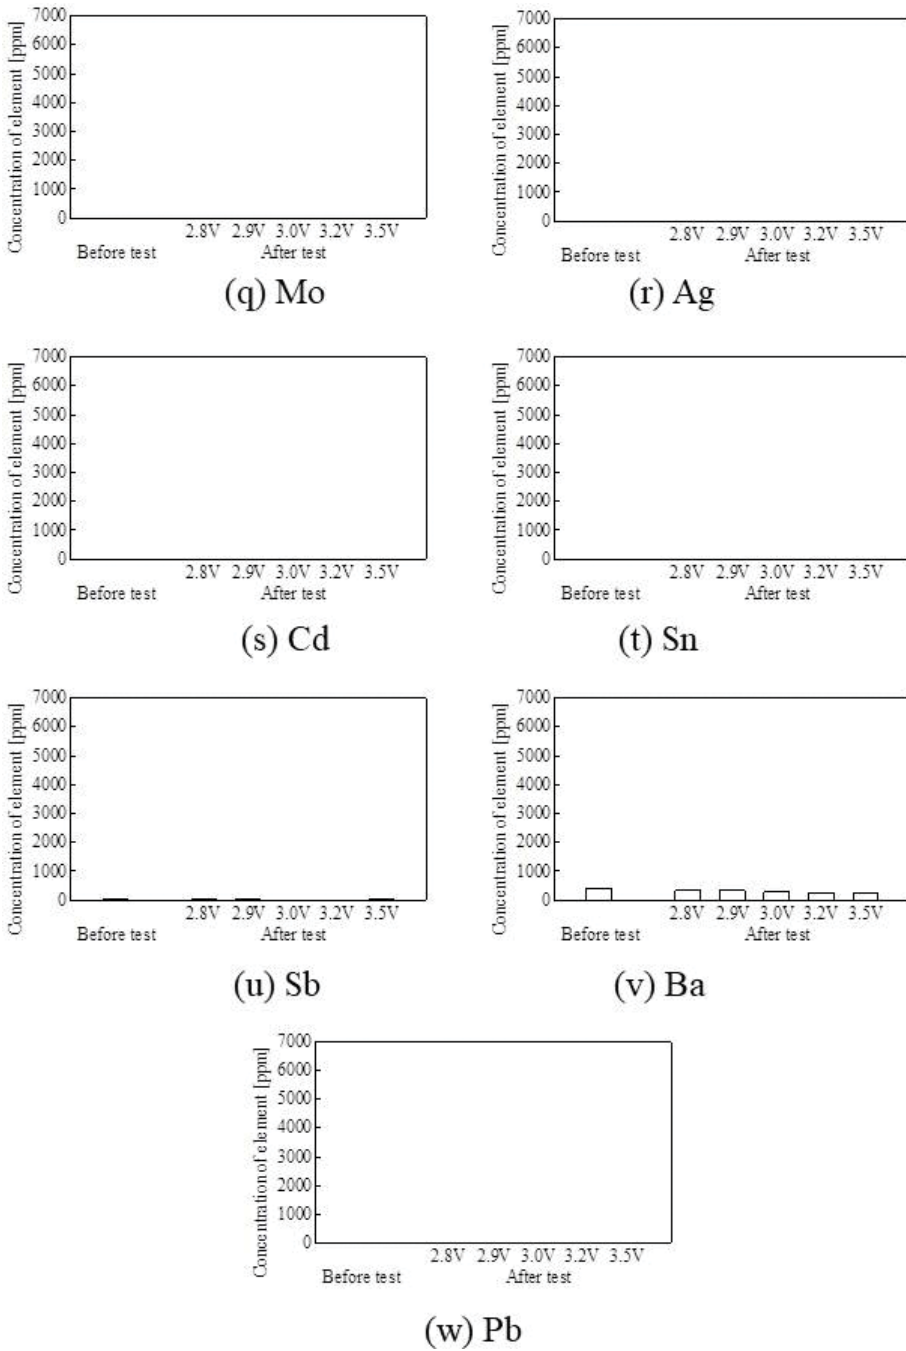 Concentration of element [ppm]
7000
6000
5000
4000
3000
2000
1000
0
2.8V 2.9V 3.0V 3.2V 3.5V
Before test After test
(q) Mo
Concentration of element [ppm]
7000
6000
5000
4000
3000
2000
1000
0
2.8V 2.9V 3.0V 3.2V 3.5V
Before test After test
(r) Ag
Concentration of element [ppm]
7000
6000
5000
4000
3000
2000
1000
0
2.8V 2.9V 3.0V 3.2V 3.5V
Before test After test
(s) Cd
Concentration of element [ppm]
7000
6000
5000
4000
3000
2000
1000
0
2.8V 2.9V 3.0V 3.2V 3.5V
Before test After test
(t) Sn
Concentration of element [ppm]
7000
6000
5000
4000
3000
2000
1000
0
2.8V 2.9V 3.0V 3.2V 3.5V
Before test After test
(u) Sb
Concentration of element [ppm]
7000
6000
5000
4000
3000
2000
1000
0
2.8V 2.9V 3.0V 3.2V 3.5V
Before test After test
(v) Ba
Concentration of element [ppm]
7000
6000
5000
4000
3000
2000
1000
0
2.8V 2.9V 3.0V 3.2V 3.5V
Before test After test
(w) Pb